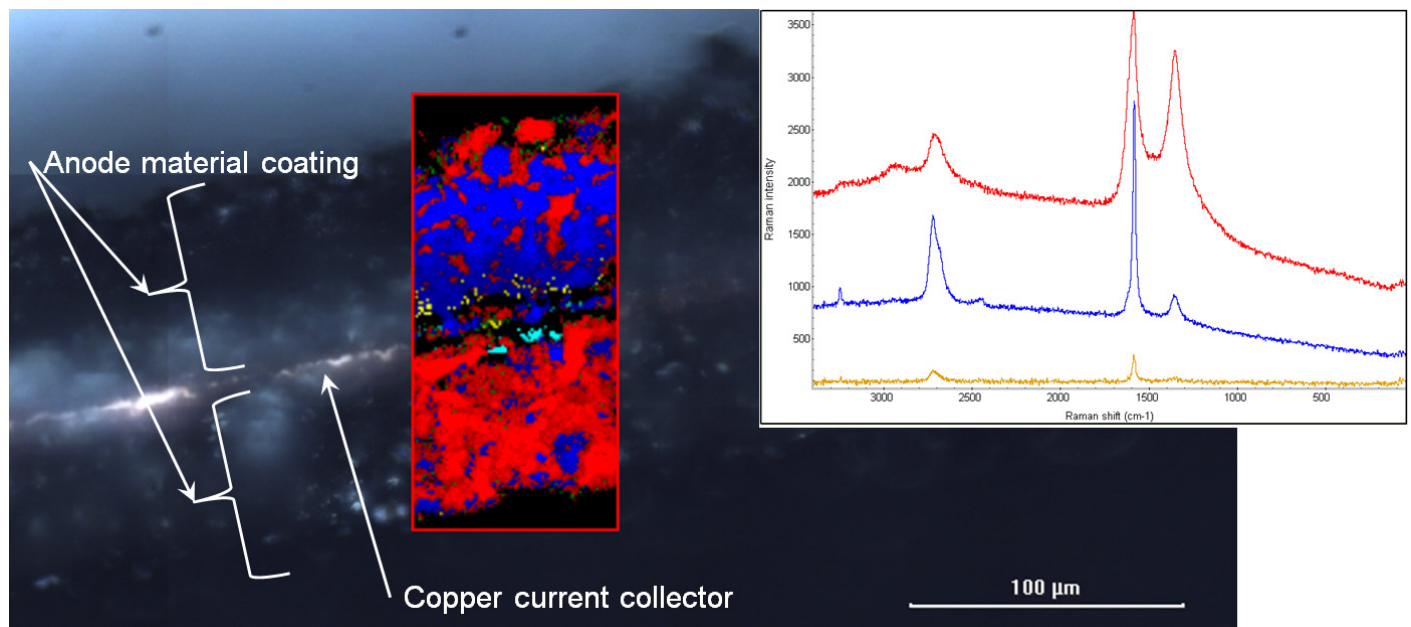 Anode material coating
Copper current collector
100 µm
Raman intensity
3500
3000
2500
2000
1500
1000
500
3000
2500
2000
1500
1000
500
Raman shift (cm-1)